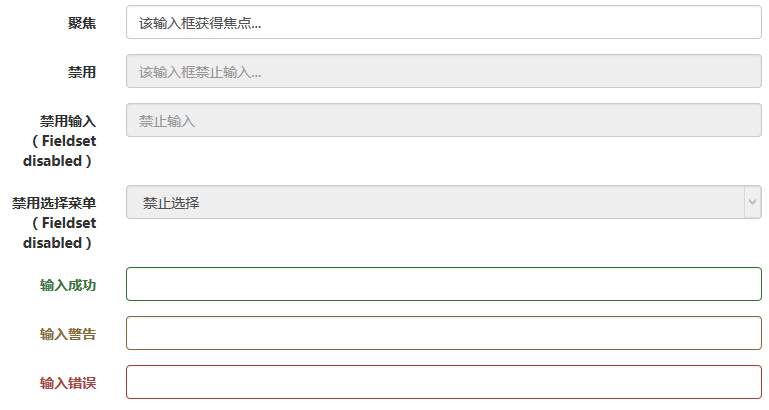 聚焦
该输入框获得焦点...
禁用
该输入框禁止输入...
禁用输入
（Fieldset
disabled）
禁止输入
禁用选择菜单
（Fieldset
disabled）
禁止选择
输入成功
输入警告
输入错误